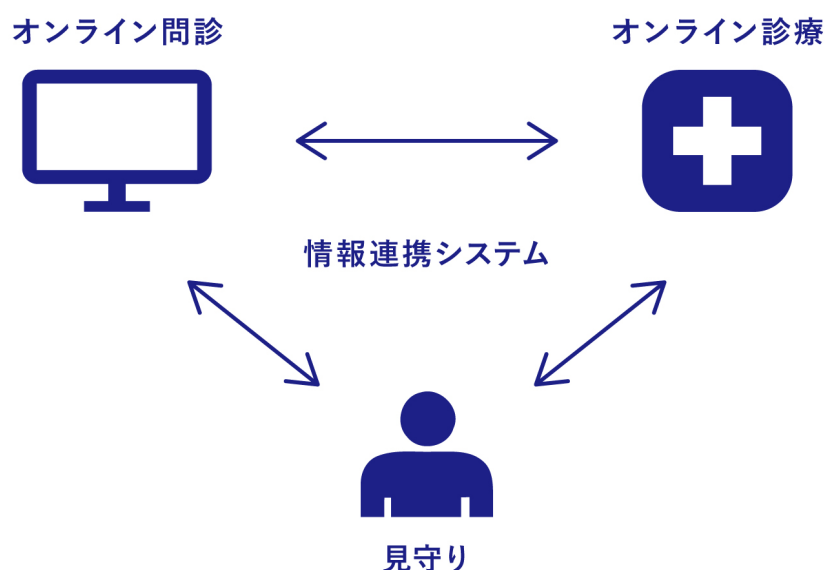 オンライン問診
オンライン診療
情報連携システム
見守り